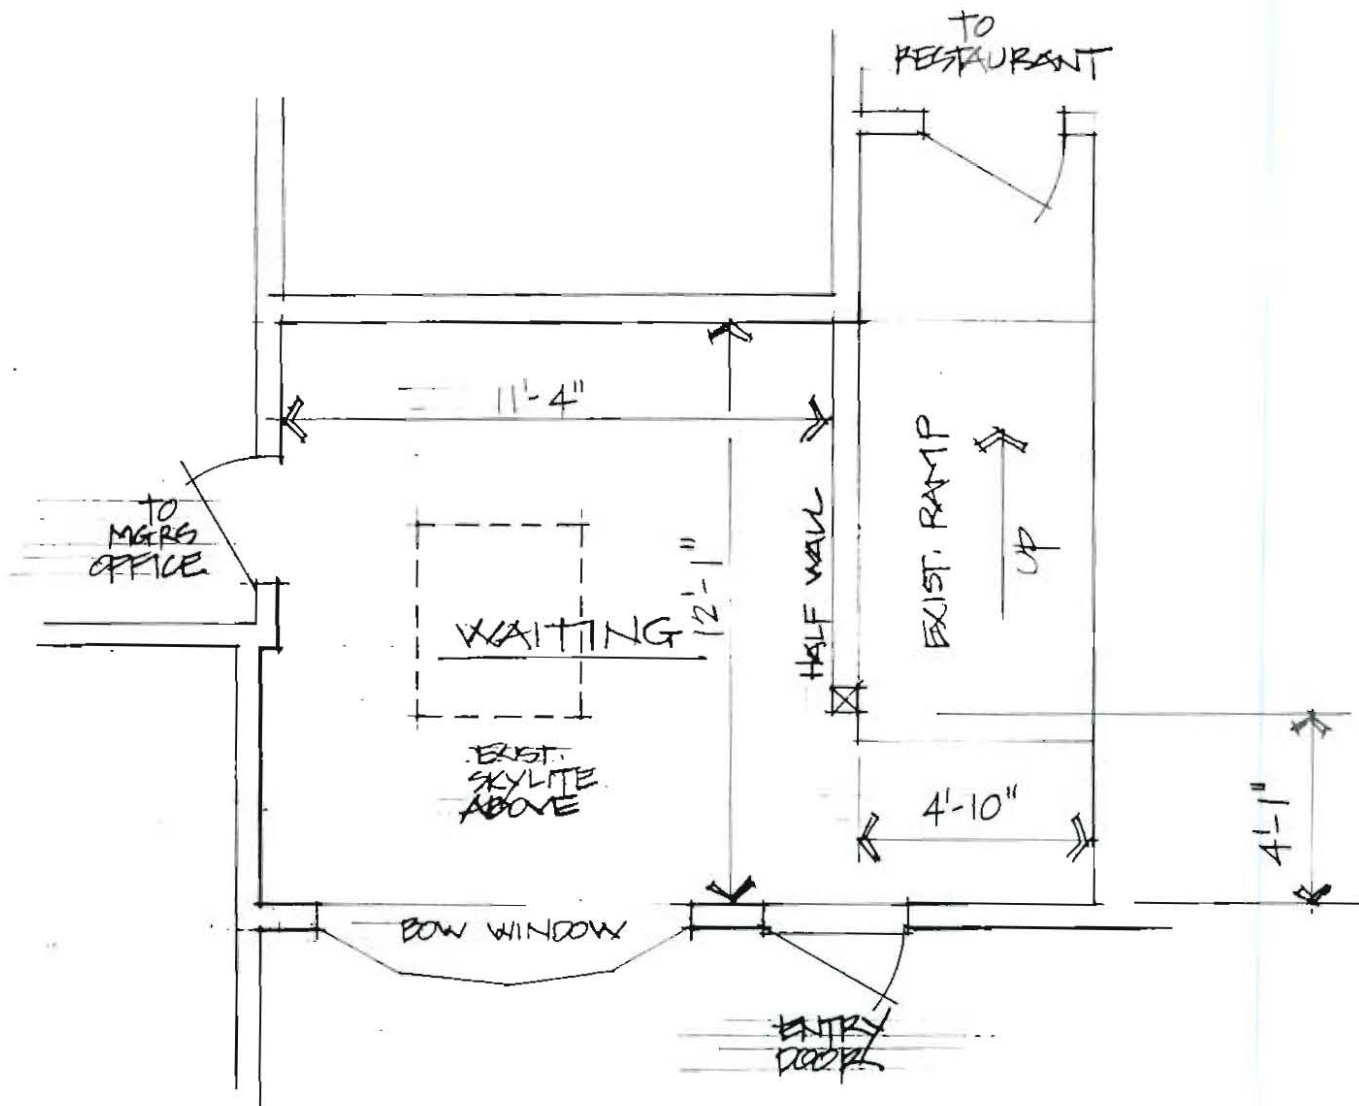 TO
RESTAURANT
11'-4"
TO
MGRS
OFFICE
WAITING
12'-1"
HALF WALL
EXIST. RAMP
UP
EXIST.
SKYLITE
ABOVE
4'-10"
4'-1"
BOW WINDOW
ENTRY
DOOR